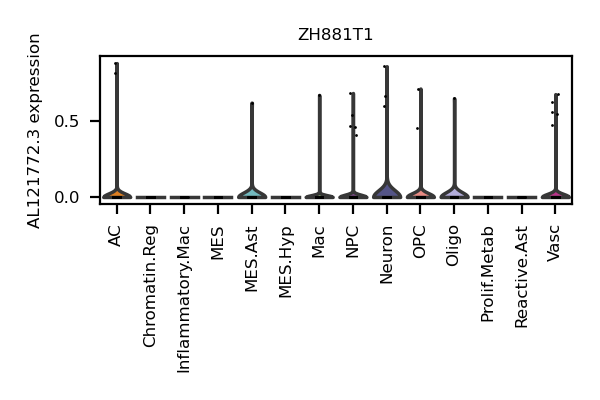 ZH881T1
AL121772.3 expression
0.5
0.0
AC
Chromatin.Reg
Inflammatory.Mac
MES
MES.Ast
MES.Hyp
Mac
NPC
Neuron
OPC
Oligo
Prolif.Metab
Reactive.Ast
Vasc